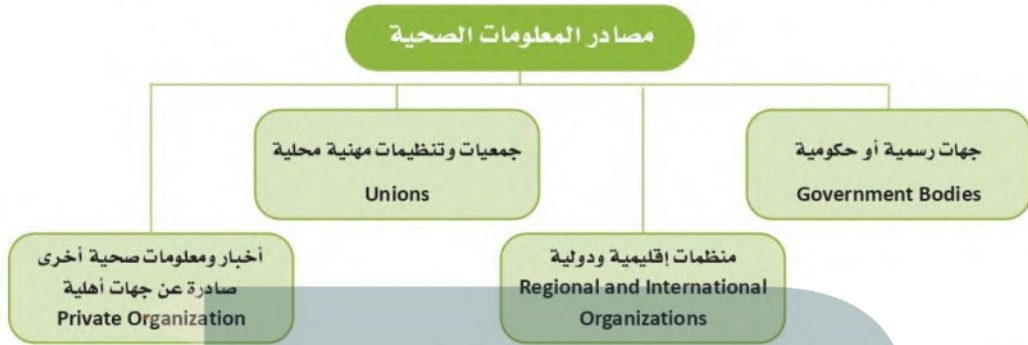 مصادر المعلومات الصحية
جهات رسمية أو حكومية
Government Bodies
منظمات إقليمية ودولية
Regional and International
Organizations
جمعيات وتنظيمات مهنية محلية
Unions
أخبار ومعلومات صحية أخرى
صادرة عن جهات أهلية
Private Organization